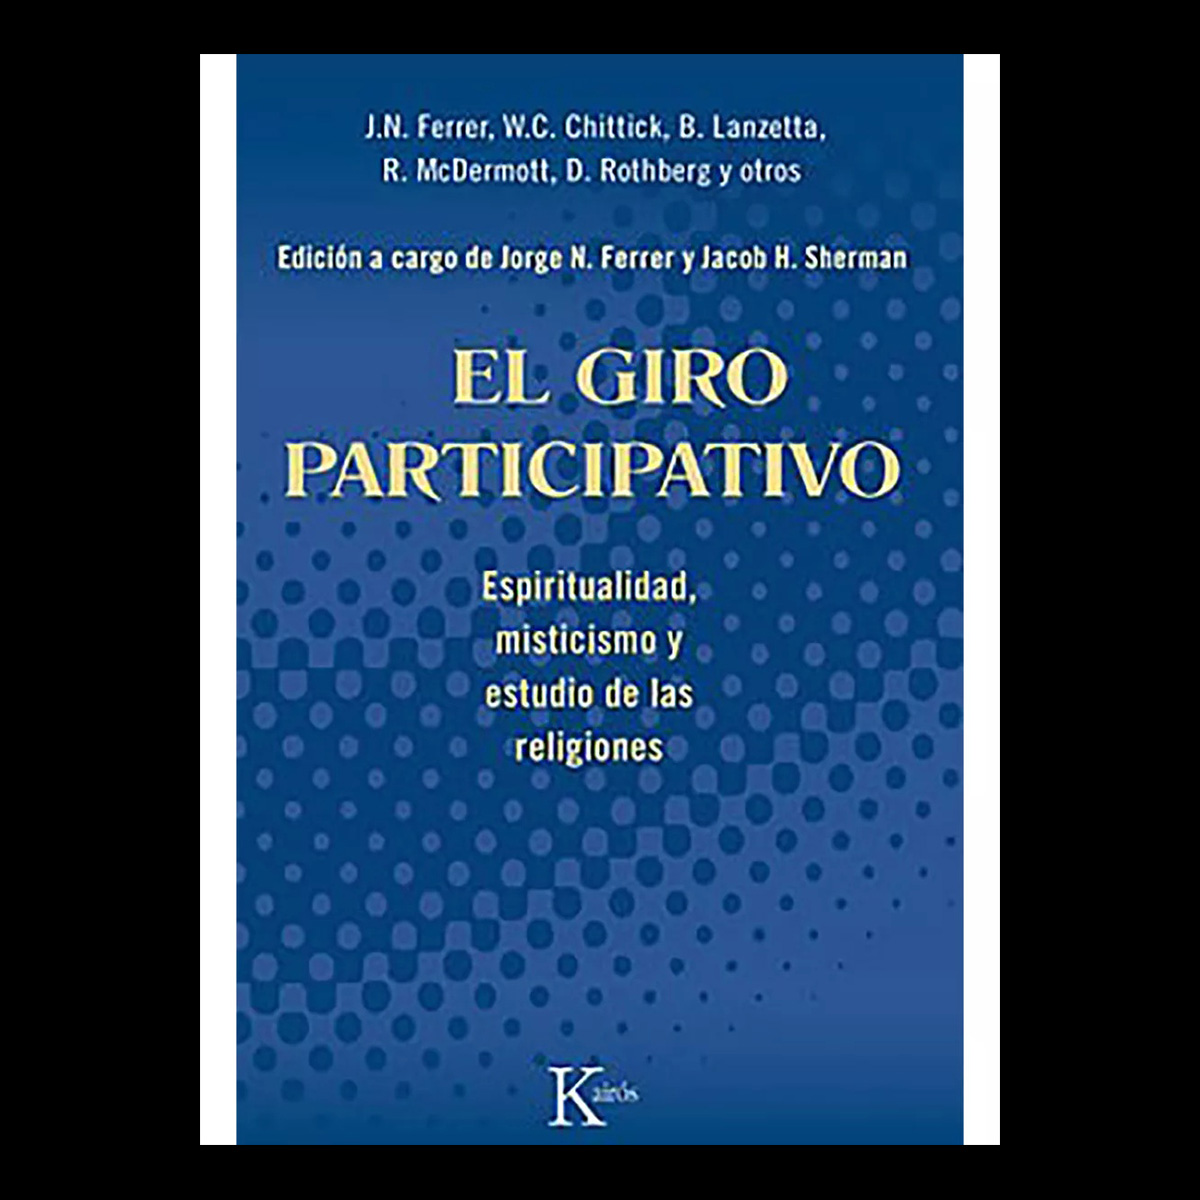 J.N. Ferrer, W.C. Chittick, B. Lanzetta,
R. McDermott, D. Rothberg y otros
Edición a cargo de Jorge N. Ferrer y Jacob H. Sherman
EL GIRO
PARTICIPATIVO
Espiritualidad,
misticismo y
estudio de las
religiones
Kairós